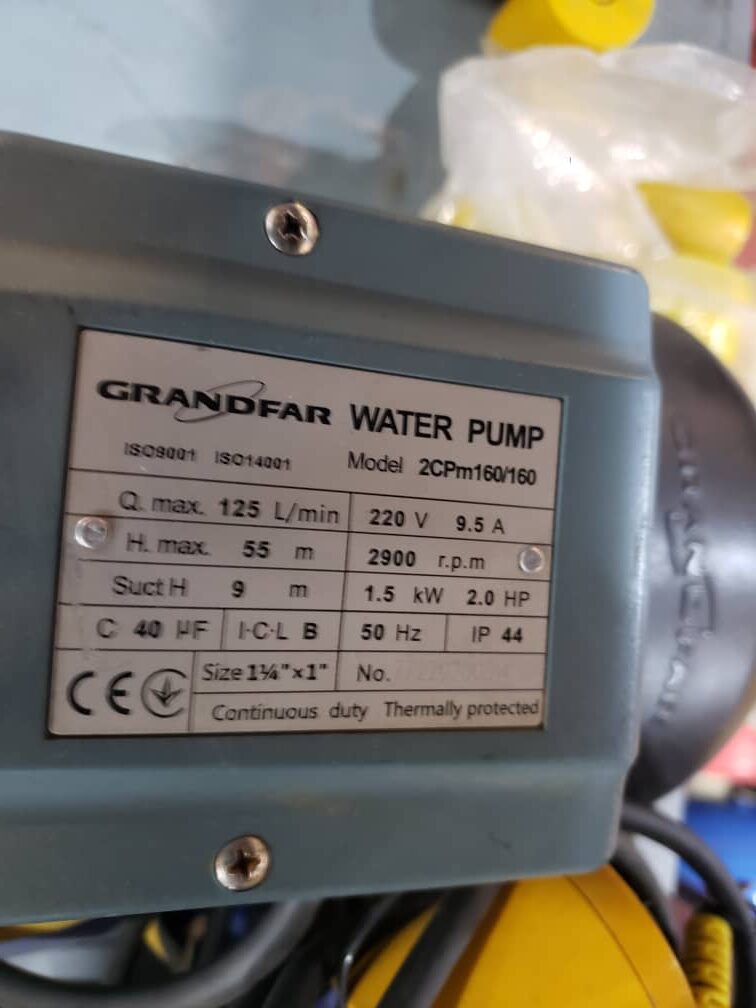 GRANDFAR WATER PUMP
ISO9001 ISO14001 Model 2CPm160/160
Q. max. 125 L/min 220 V 9.5 A
H. max. 55 m 2900 r.p.m
Suct H 9 m 1.5 kW 2.0 HP
C 40 µF I·C·L B 50 Hz IP 44
CE Size 1¼"×1" No.
Continuous duty Thermally protected
GRANDFAR